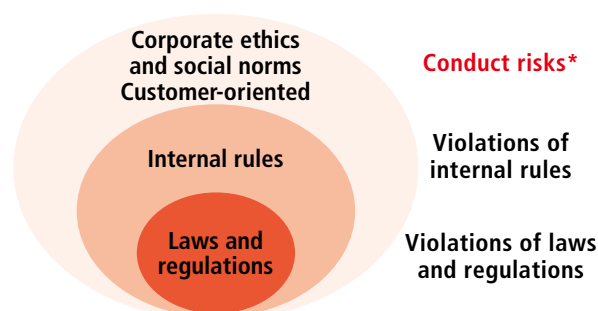 Corporate ethics
and social norms
Customer-oriented
Conduct risks*
Internal rules
Violations of
internal rules
Laws and
regulations
Violations of laws
and regulations